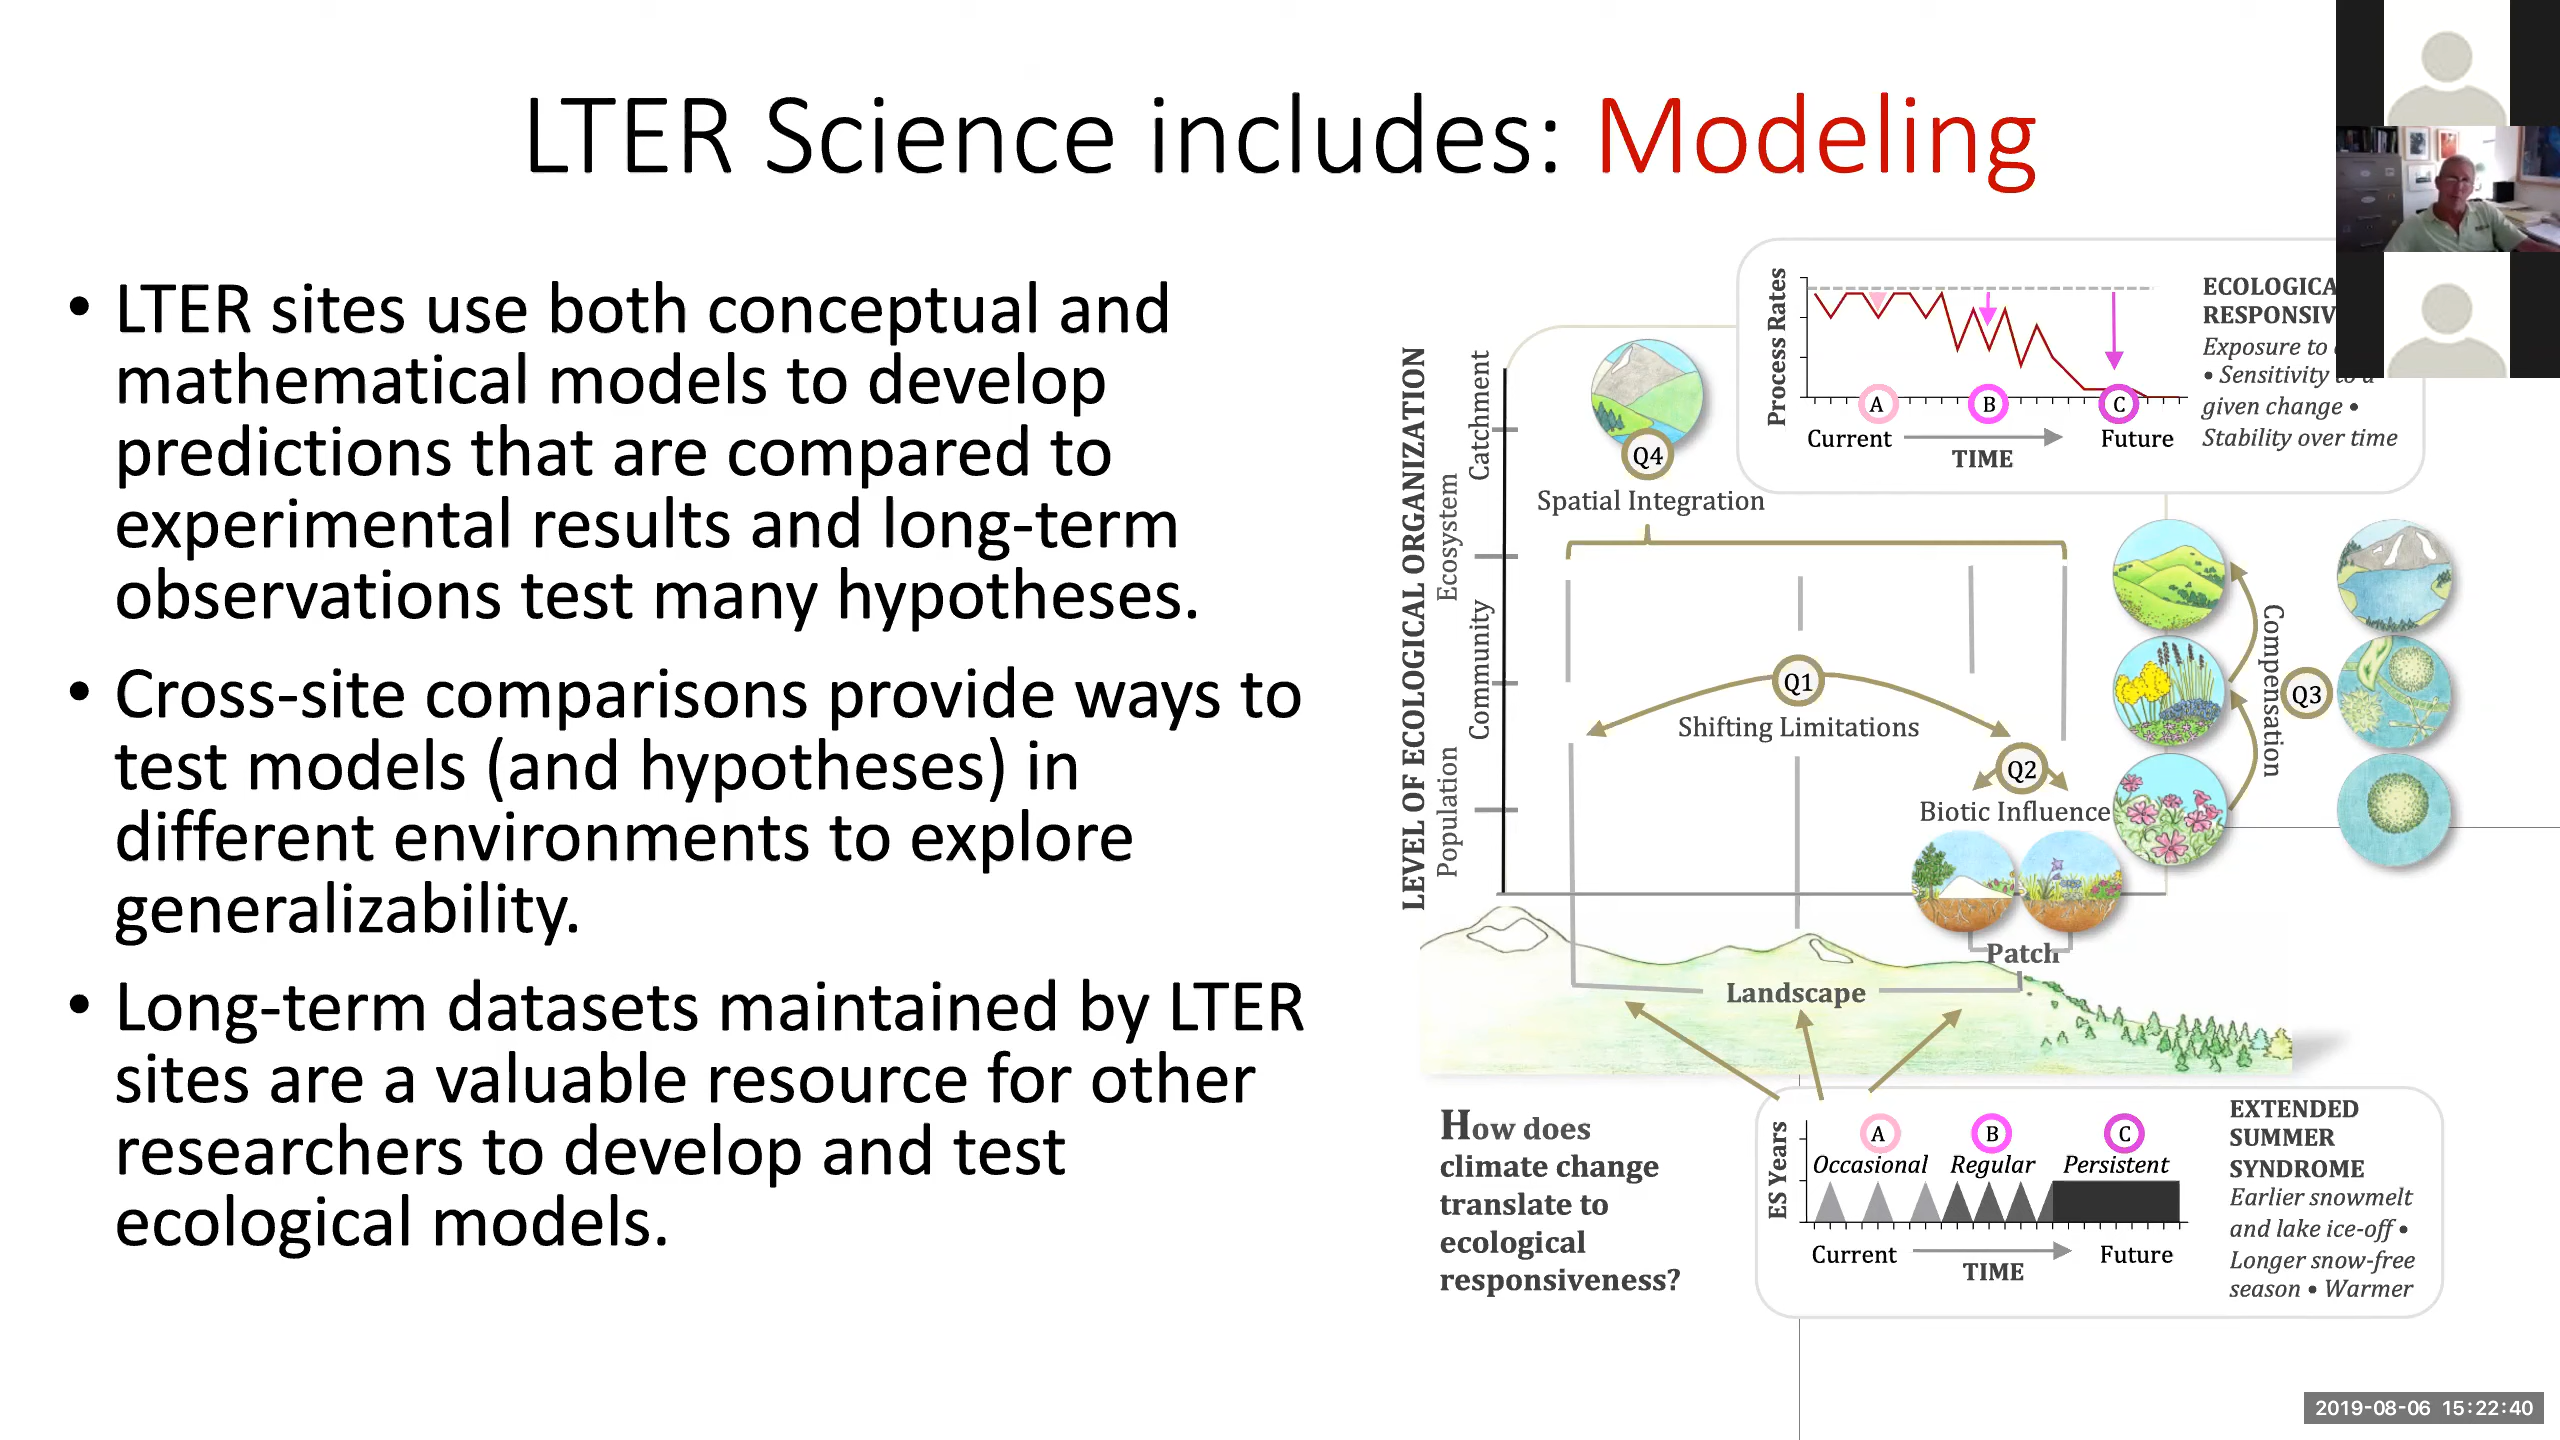 LTER Science includes: Modeling
• LTER sites use both conceptual and
mathematical models to develop
predictions that are compared to
experimental results and long-term
observations test many hypotheses.
• Cross-site comparisons provide ways to
test models (and hypotheses) in
different environments to explore
generalizability.
• Long-term datasets maintained by LTER
sites are a valuable resource for other
researchers to develop and test
ecological models.
LEVEL OF ECOLOGICAL ORGANIZATION
Catchment
Ecosystem
Community
Population
Process Rates
A
B
C
Current
Future
TIME
ECOLOGICA
RESPONSIV
Exposure to
• Sensitivity to a
given change •
Stability over time
Q4
Spatial Integration
Q1
Shifting Limitations
Q2
Biotic Influence
Compensation
Q3
Patch
Landscape
How does
climate change
translate to
ecological
responsiveness?
ES Years
A
B
C
Occasional
Regular
Persistent
Current
Future
TIME
EXTENDED
SUMMER
SYNDROME
Earlier snowmelt
and lake ice-off •
Longer snow-free
season • Warmer
2019-08-06 15:22:40